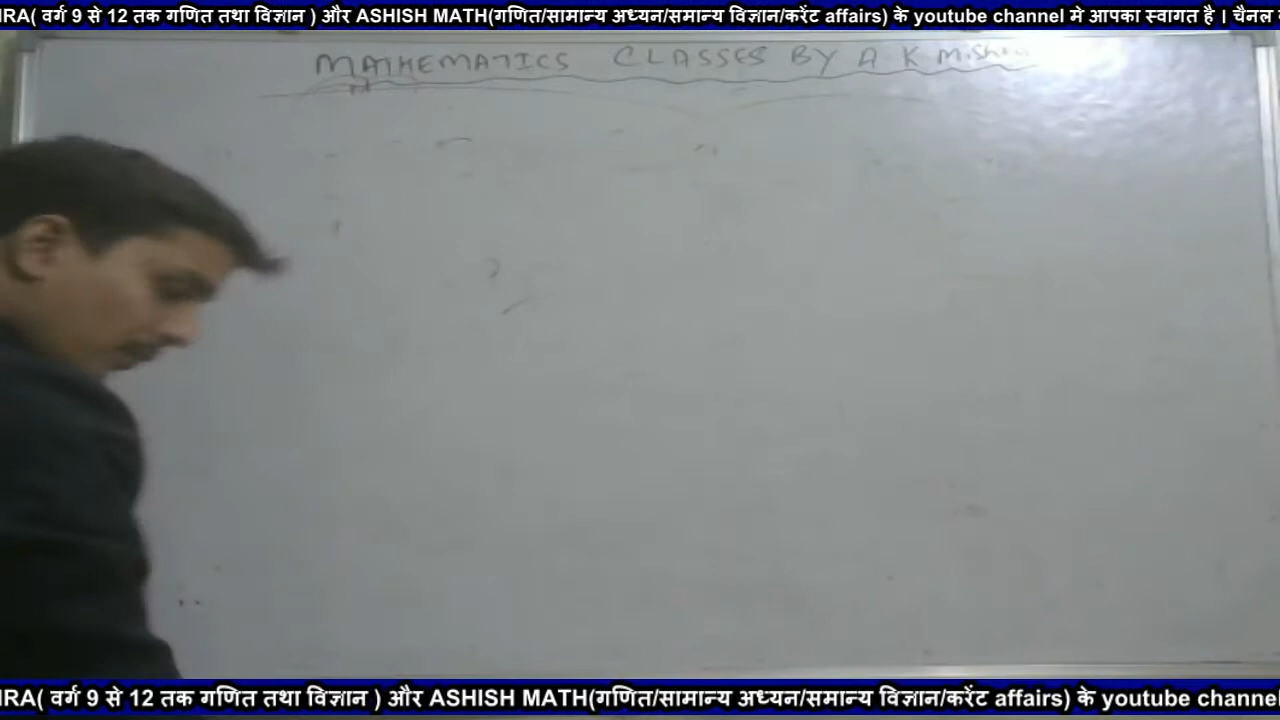 IRA( वर्ग 9 से 12 तक गणित तथा विज्ञान ) और ASHISH MATH(गणित/सामान्य अध्यन/समान्य विज्ञान/करेंट affairs) के youtube channel मे आपका स्वागत है । चैनल
MATHEMATICS CLASSES BY A K Mishra
IRA( वर्ग 9 से 12 तक गणित तथा विज्ञान ) और ASHISH MATH(गणित/सामान्य अध्यन/समान्य विज्ञान/करेंट affairs) के youtube channel